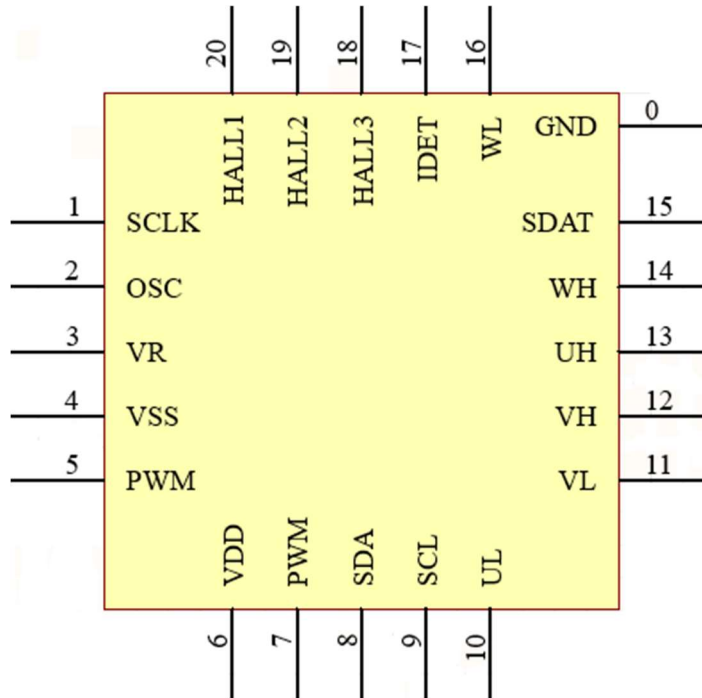 20 19 18 17 16
HALL1 HALL2 HALL3 IDET WL
GND 0
1 SCLK SDAT 15
2 OSC WH 14
3 VR UH 13
4 VSS VH 12
5 PWM VL 11
VDD PWM SDA SCL UL
6 7 8 9 10